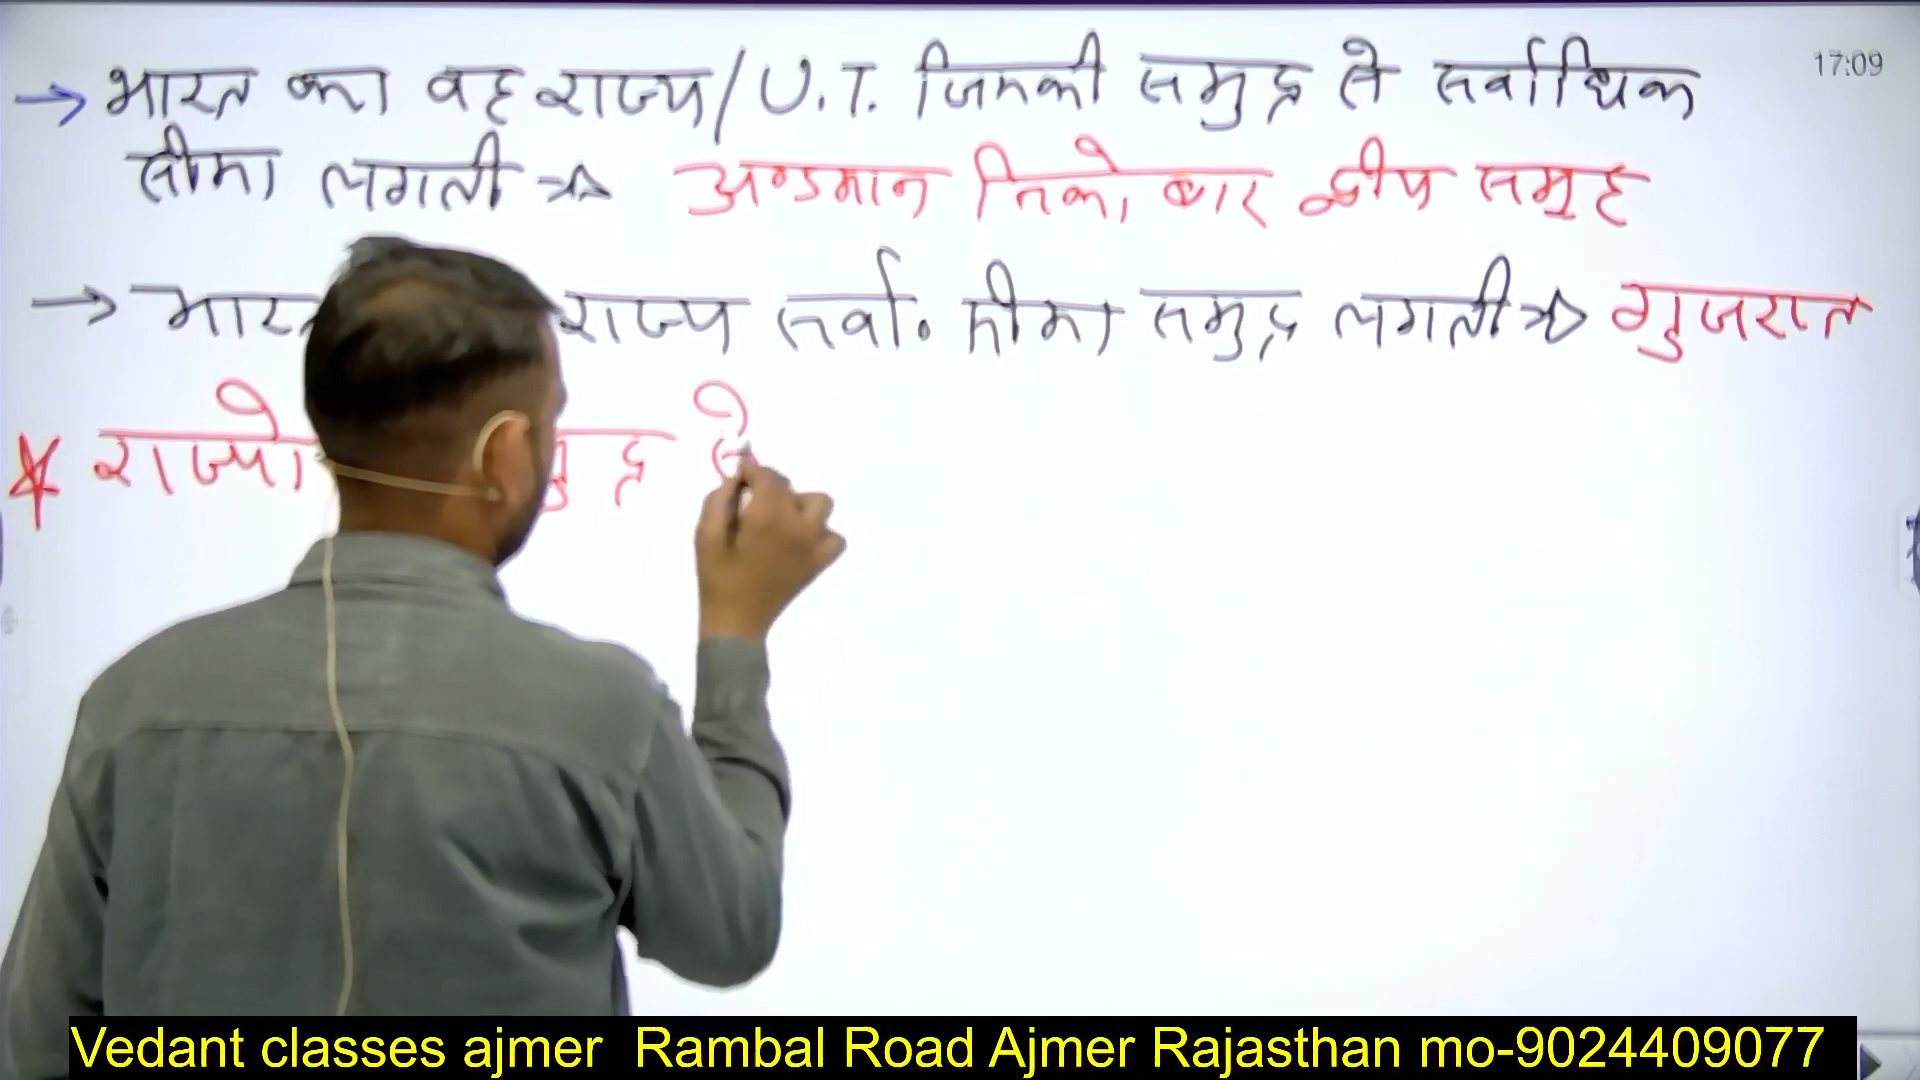 17:09
→ भारत का वह राज्य/U.T. जिसकी समुद्र से सर्वाधिक
सीमा लगती ⇒ अण्डमान निकोबार द्वीप समूह
→ भारत राज्य सर्वा. सीमा समुद्र लगती ⇒ गुजरात
* राज्यो से
Vedant classes ajmer Rambal Road Ajmer Rajasthan mo-9024409077